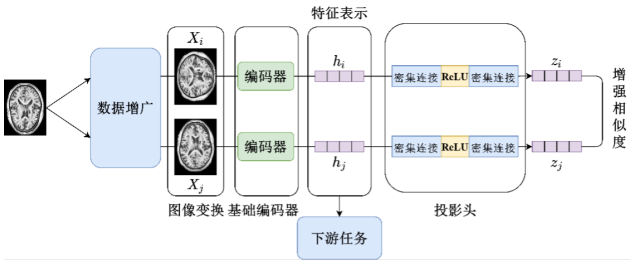 特征表示
X_i
h_i
z_i
编码器
密集连接 ReLU 密集连接
数据增广
增强相似度
编码器
密集连接 ReLU 密集连接
X_j
h_j
z_j
图像变换
基础编码器
投影头
下游任务